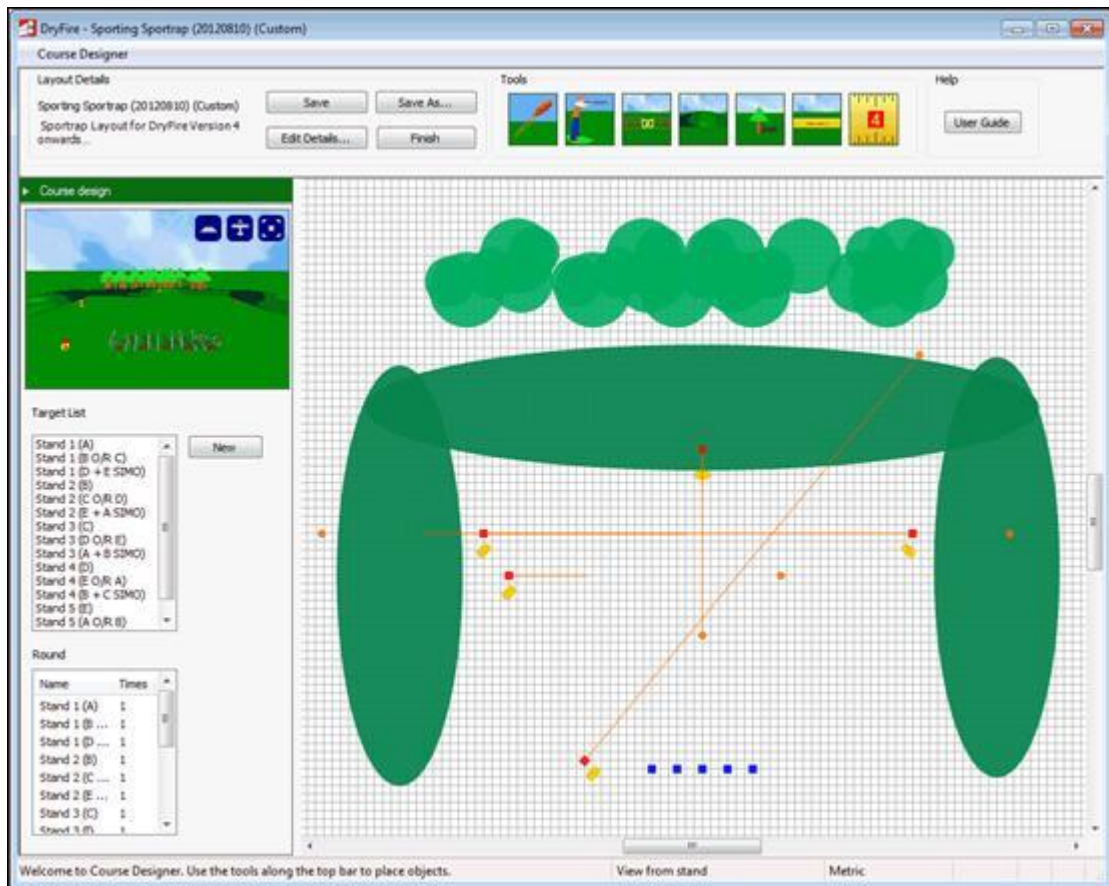 DryFire - Sporting Sportrap (20120810) (Custom)
Course Designer
Layout Details
Tools
Help
Sporting Sportrap (20120810) (Custom)
Sportrap Layout for DryFire Version 4
onwards...
Save
Save As...
Edit Details...
Finish
4
User Guide
Course design
Target List
Stand 1 (A)
Stand 1 (B O/R C)
Stand 1 (D + E SIMO)
Stand 2 (B)
Stand 2 (C O/R D)
Stand 2 (E + A SIMO)
Stand 3 (C)
Stand 3 (D O/R E)
Stand 3 (A + B SIMO)
Stand 4 (D)
Stand 4 (E O/R A)
Stand 4 (B + C SIMO)
Stand 5 (E)
Stand 5 (A O/R B)
New
Round
Name Times
Stand 1 (A) 1
Stand 1 (B ... 1
Stand 1 (D ... 1
Stand 2 (B) 1
Stand 2 (C ... 1
Stand 2 (E ... 1
Stand 3 (C) 1
Stand 3 (D 1
Welcome to Course Designer. Use the tools along the top bar to place objects.
View from stand
Metric